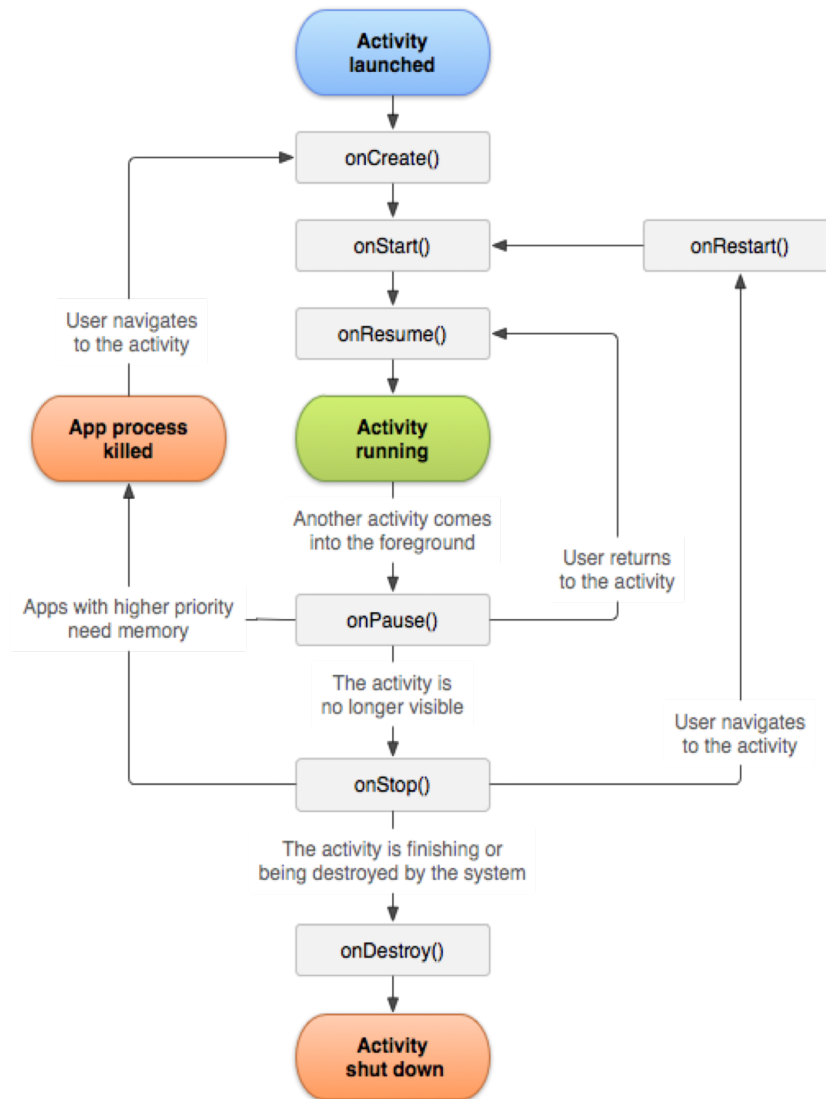 Activity
launched
onCreate()
onStart()
onRestart()
User navigates
to the activity
onResume()
App process
killed
Activity
running
Another activity comes
into the foreground
User returns
to the activity
Apps with higher priority
need memory
onPause()
The activity is
no longer visible
User navigates
to the activity
onStop()
The activity is finishing or
being destroyed by the system
onDestroy()
Activity
shut down